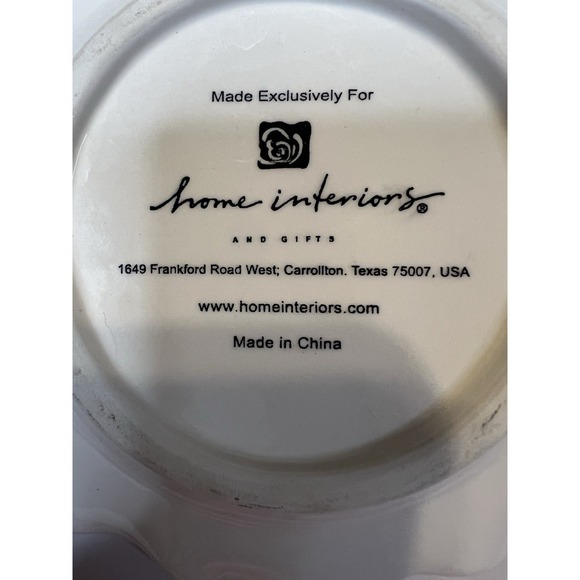 Made Exclusively For
home interiors®
AND GIFTS
1649 Frankford Road West; Carrollton. Texas 75007, USA
www.homeinteriors.com
Made in China